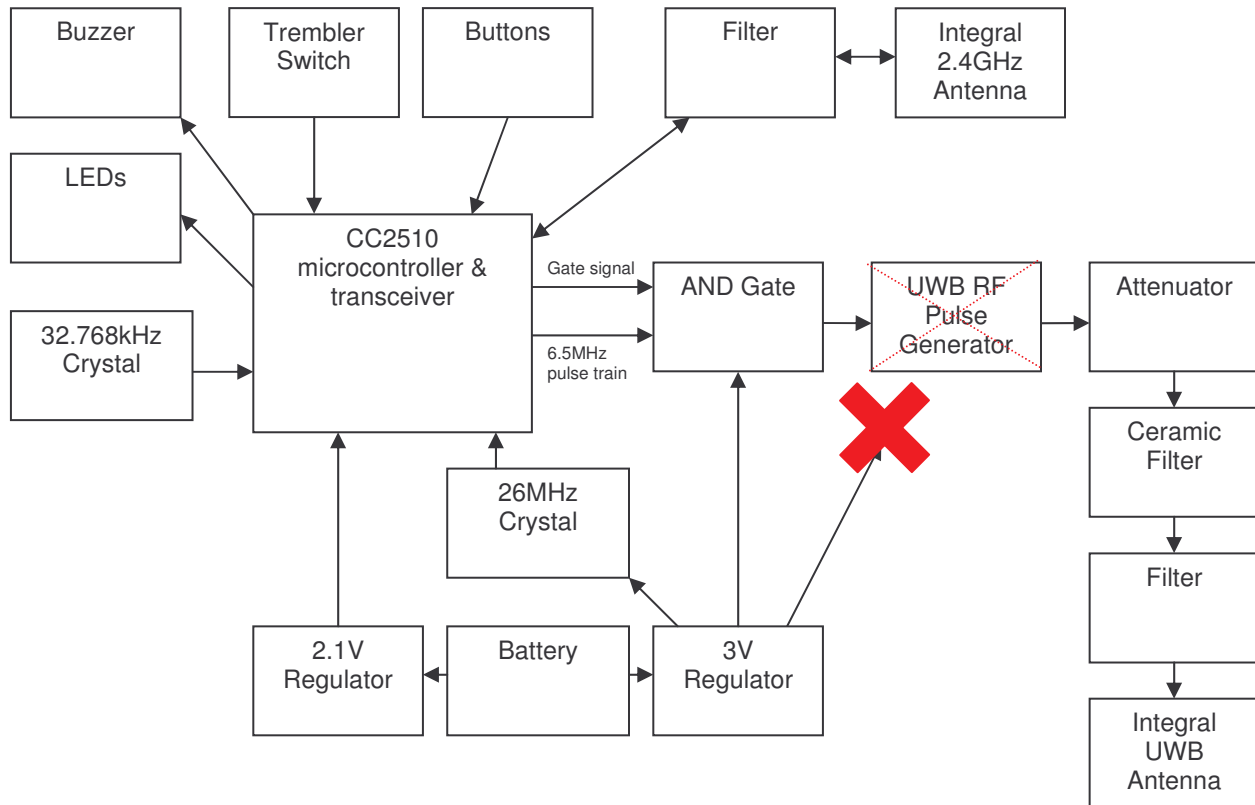 Buzzer
Trembler
Switch
Buttons
Filter
Integral
2.4GHz
Antenna
LEDs
CC2510
microcontroller &
transceiver
Gate signal
6.5MHz
pulse train
AND Gate
UWB RF
Pulse
Generator
Attenuator
32.768kHz
Crystal
Ceramic
Filter
26MHz
Crystal
Filter
2.1V
Regulator
Battery
3V
Regulator
Integral
UWB
Antenna